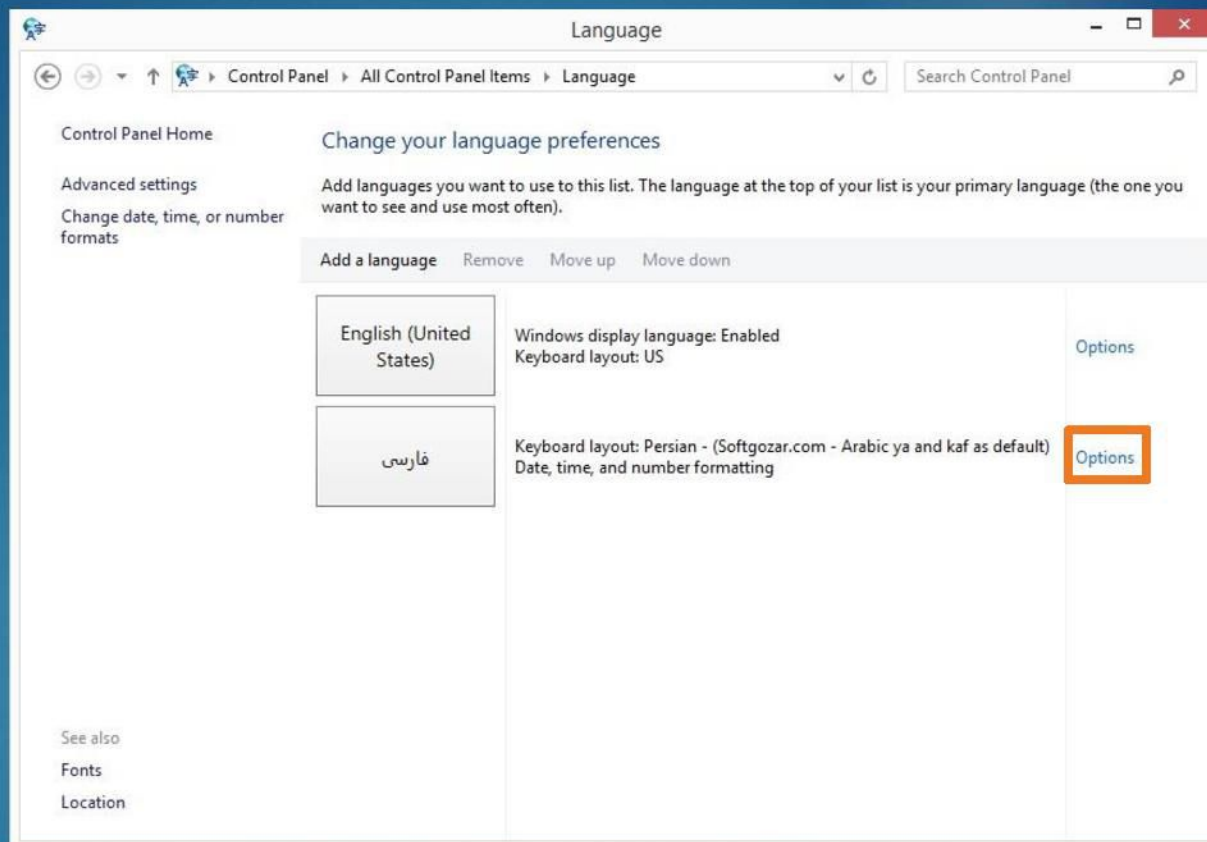 Language
Control Panel
All Control Panel Items
Language
Search Control Panel
Control Panel Home
Advanced settings
Change date, time, or number
formats
Change your language preferences
Add languages you want to use to this list. The language at the top of your list is your primary language (the one you
want to see and use most often).
Add a language Remove Move up Move down
English (United
States)
Windows display language: Enabled
Keyboard layout: US
Options
فارسی
Keyboard layout: Persian - (Softgozar.com - Arabic ya and kaf as default)
Date, time, and number formatting
Options
See also
Fonts
Location